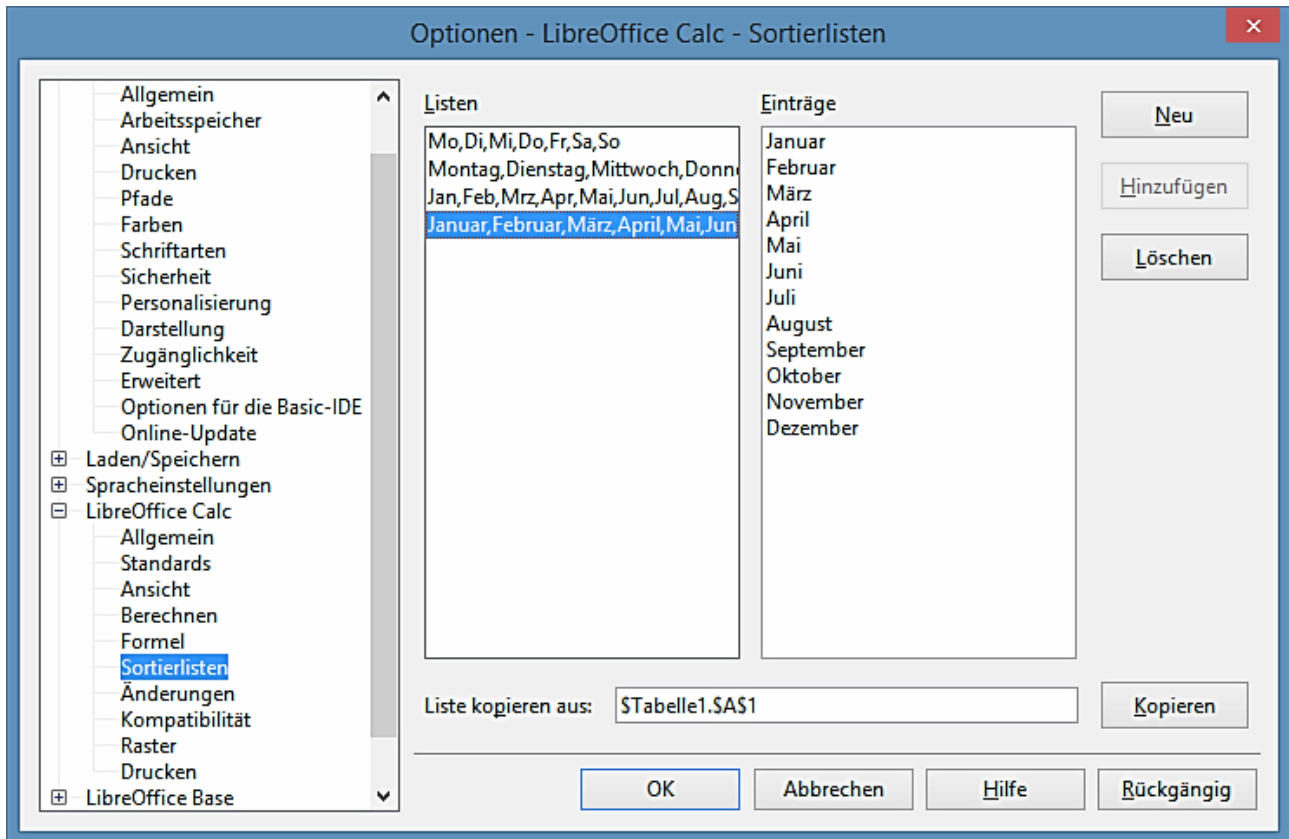 Optionen - LibreOffice Calc - Sortierlisten
Allgemein
Arbeitsspeicher
Ansicht
Drucken
Pfade
Farben
Schriftarten
Sicherheit
Personalisierung
Darstellung
Zugänglichkeit
Erweitert
Optionen für die Basic-IDE
Online-Update
Laden/Speichern
Spracheinstellungen
LibreOffice Calc
Allgemein
Standards
Ansicht
Berechnen
Formel
Sortierlisten
Änderungen
Kompatibilität
Raster
Drucken
LibreOffice Base
Listen
Mo,Di,Mi,Do,Fr,Sa,So
Montag,Dienstag,Mittwoch,Donne
Jan,Feb,Mrz,Apr,Mai,Jun,Jul,Aug,S
Januar,Februar,März,April,Mai,Jun
Einträge
Januar
Februar
März
April
Mai
Juni
Juli
August
September
Oktober
November
Dezember
Neu
Hinzufügen
Löschen
Liste kopieren aus: $Tabelle1.$A$1
Kopieren
OK Abbrechen Hilfe Rückgängig